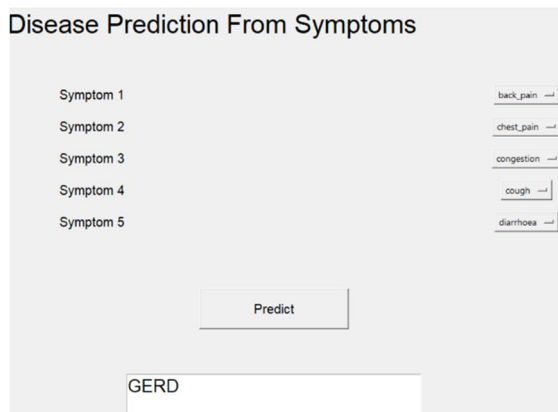 Disease Prediction From Symptoms
Symptom 1 back_pain
Symptom 2 chest_pain
Symptom 3 congestion
Symptom 4 cough
Symptom 5 diarrhoea
Predict
GERD